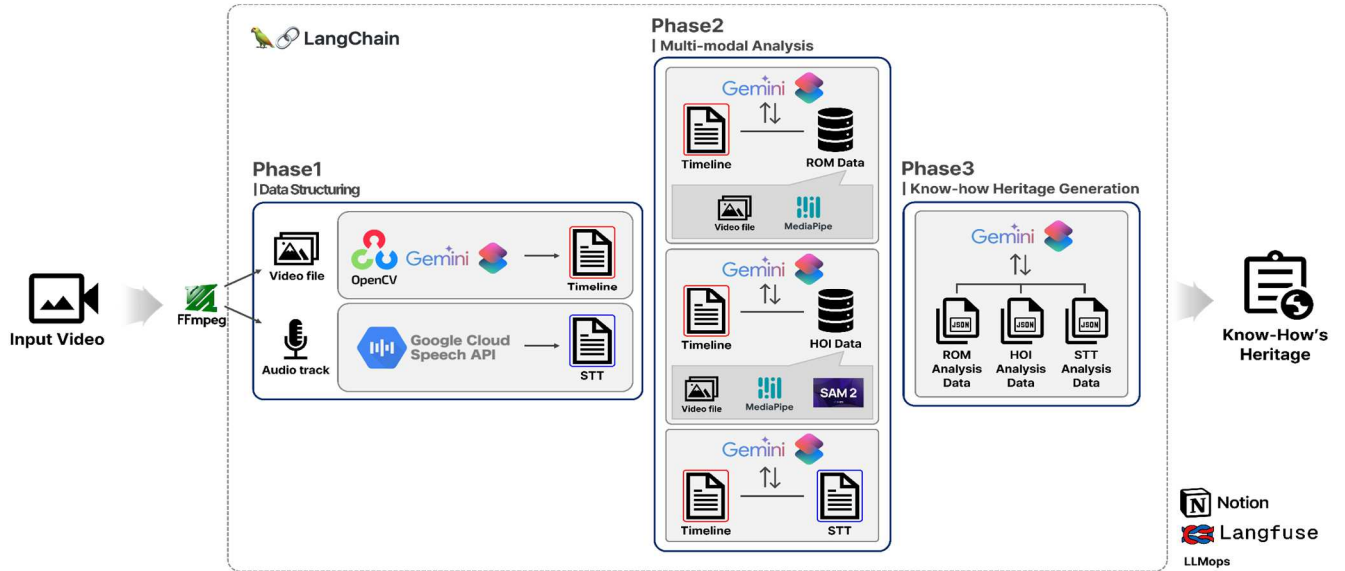 LangChain
Input Video
FFmpeg
Phase1
| Data Structuring
Video file
OpenCV
Gemini
Timeline
Audio track
Google Cloud
Speech API
STT
Phase2
| Multi-modal Analysis
Gemini
Timeline
ROM Data
Video file
MediaPipe
Gemini
Timeline
HOI Data
Video file
MediaPipe
SAM 2
Gemini
Timeline
STT
Phase3
| Know-how Heritage Generation
Gemini
JSON
JSON
JSON
ROM
Analysis
Data
HOI
Analysis
Data
STT
Analysis
Data
Know-How's
Heritage
N
Notion
Langfuse
LLMops